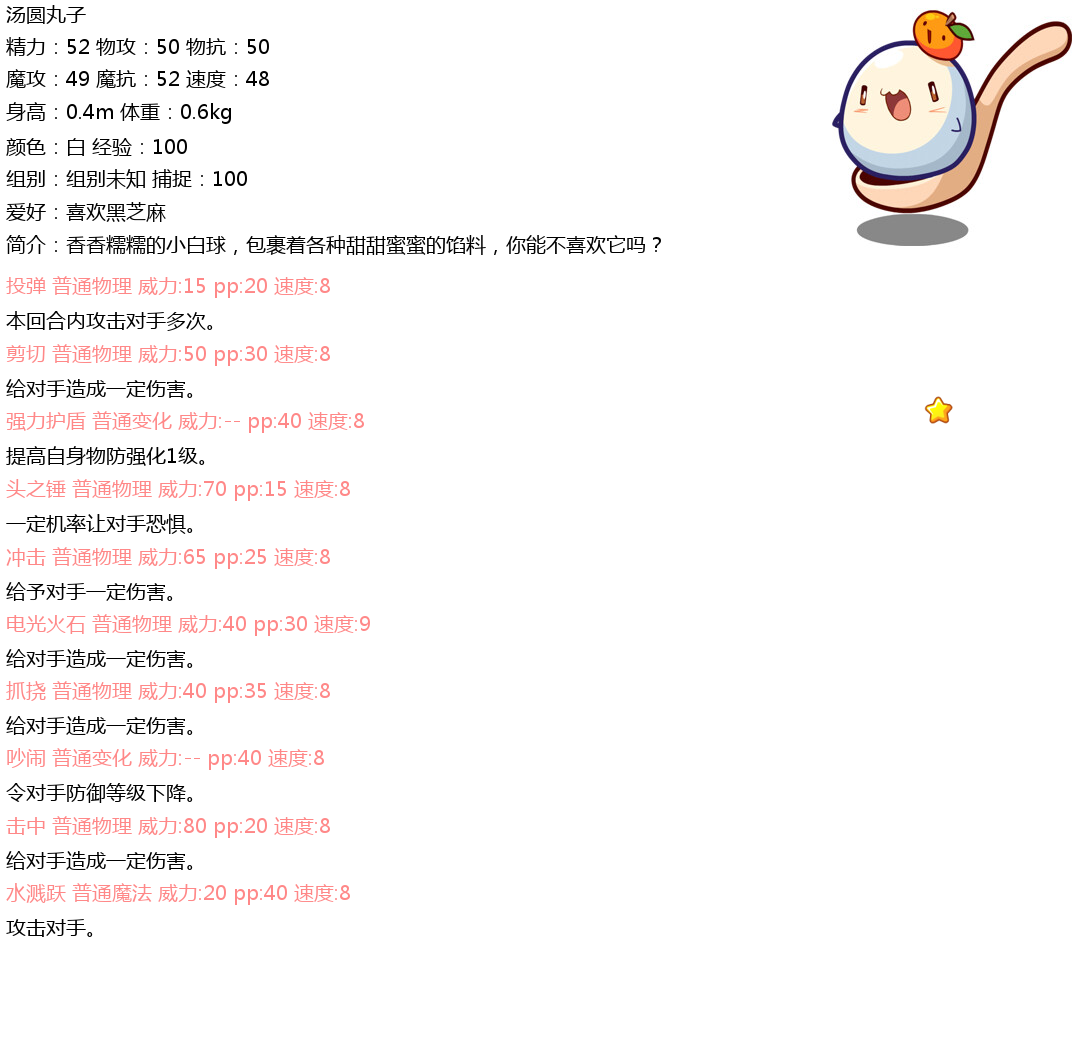 汤圆丸子
精力：52 物攻：50 物抗：50
魔攻：49 魔抗：52 速度：48
身高：0.4m 体重：0.6kg
颜色：白 经验：100
组别：组别未知 捕捉：100
爱好：喜欢黑芝麻
简介：香香糯糯的小白球，包裹着各种甜甜蜜蜜的馅料，你能不喜欢它吗？
投弹 普通物理 威力:15 pp:20 速度:8
本回合内攻击对手多次。
剪切 普通物理 威力:50 pp:30 速度:8
给对手造成一定伤害。
强力护盾 普通变化 威力:-- pp:40 速度:8
提高自身物防强化1级。
头之锤 普通物理 威力:70 pp:15 速度:8
一定机率让对手恐惧。
冲击 普通物理 威力:65 pp:25 速度:8
给予对手一定伤害。
电光火石 普通物理 威力:40 pp:30 速度:9
给对手造成一定伤害。
抓挠 普通物理 威力:40 pp:35 速度:8
给对手造成一定伤害。
吵闹 普通变化 威力:-- pp:40 速度:8
令对手防御等级下降。
击中 普通物理 威力:80 pp:20 速度:8
给对手造成一定伤害。
水溅跃 普通魔法 威力:20 pp:40 速度:8
攻击对手。